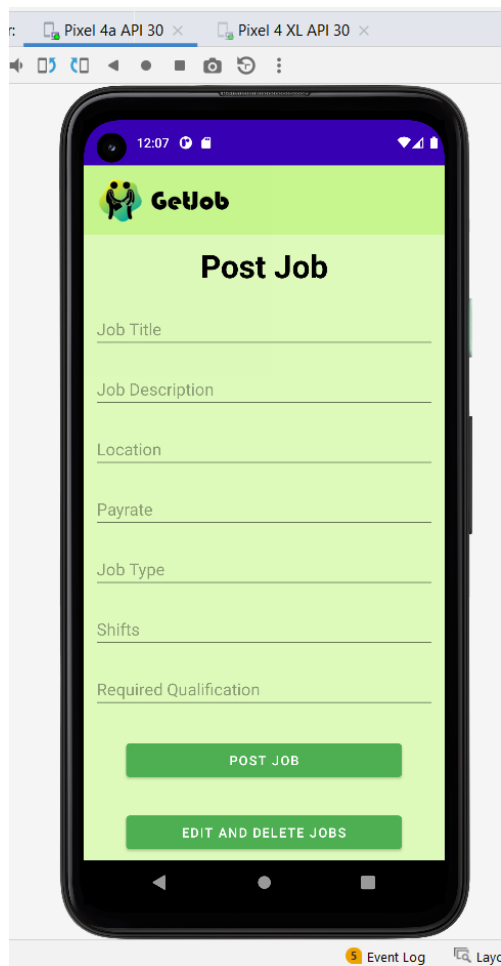 r:
Pixel 4a API 30
Pixel 4 XL API 30
12:07
GetJob
Post Job
Job Title
Job Description
Location
Payrate
Job Type
Shifts
Required Qualification
POST JOB
EDIT AND DELETE JOBS
5 Event Log
Layo